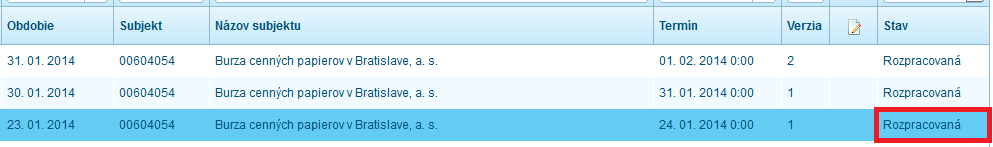 Obdobie Subjekt Názov subjektu Termín Verzia Stav
31. 01. 2014 00604054 Burza cenných papierov v Bratislave, a. s. 01. 02. 2014 0:00 2 Rozpracovaná
30. 01. 2014 00604054 Burza cenných papierov v Bratislave, a. s. 31. 01. 2014 0:00 1 Rozpracovaná
23. 01. 2014 00604054 Burza cenných papierov v Bratislave, a. s. 24. 01. 2014 0:00 1 Rozpracovaná